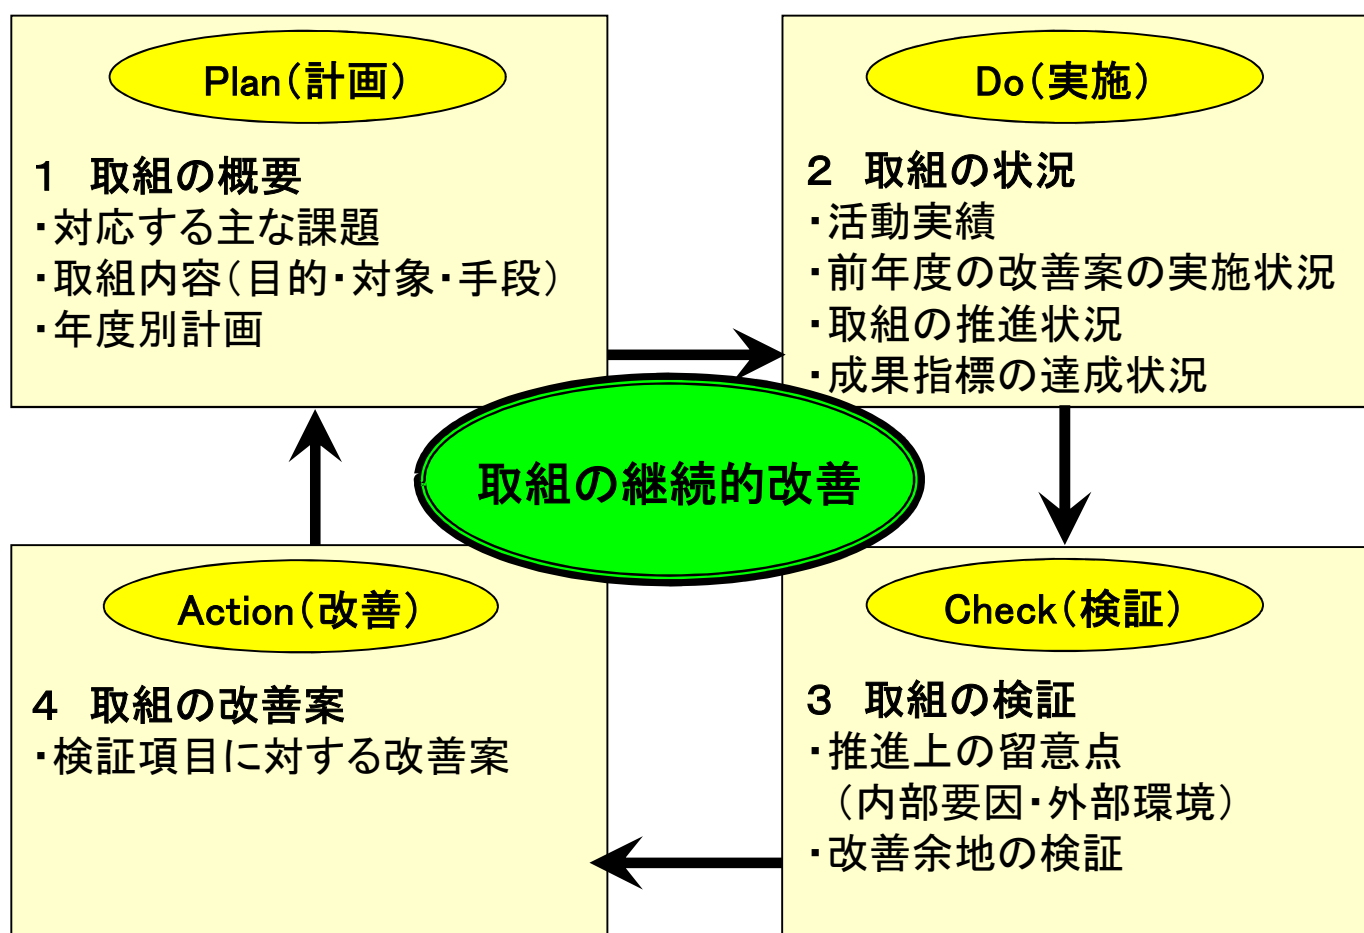 Plan(計画)
1 取組の概要
・対応する主な課題
・取組内容(目的・対象・手段)
・年度別計画
Do(実施)
2 取組の状況
・活動実績
・前年度の改善案の実施状況
・取組の推進状況
・成果指標の達成状況
取組の継続的改善
Action(改善)
4 取組の改善案
・検証項目に対する改善案
Check(検証)
3 取組の検証
・推進上の留意点
(内部要因・外部環境)
・改善余地の検証